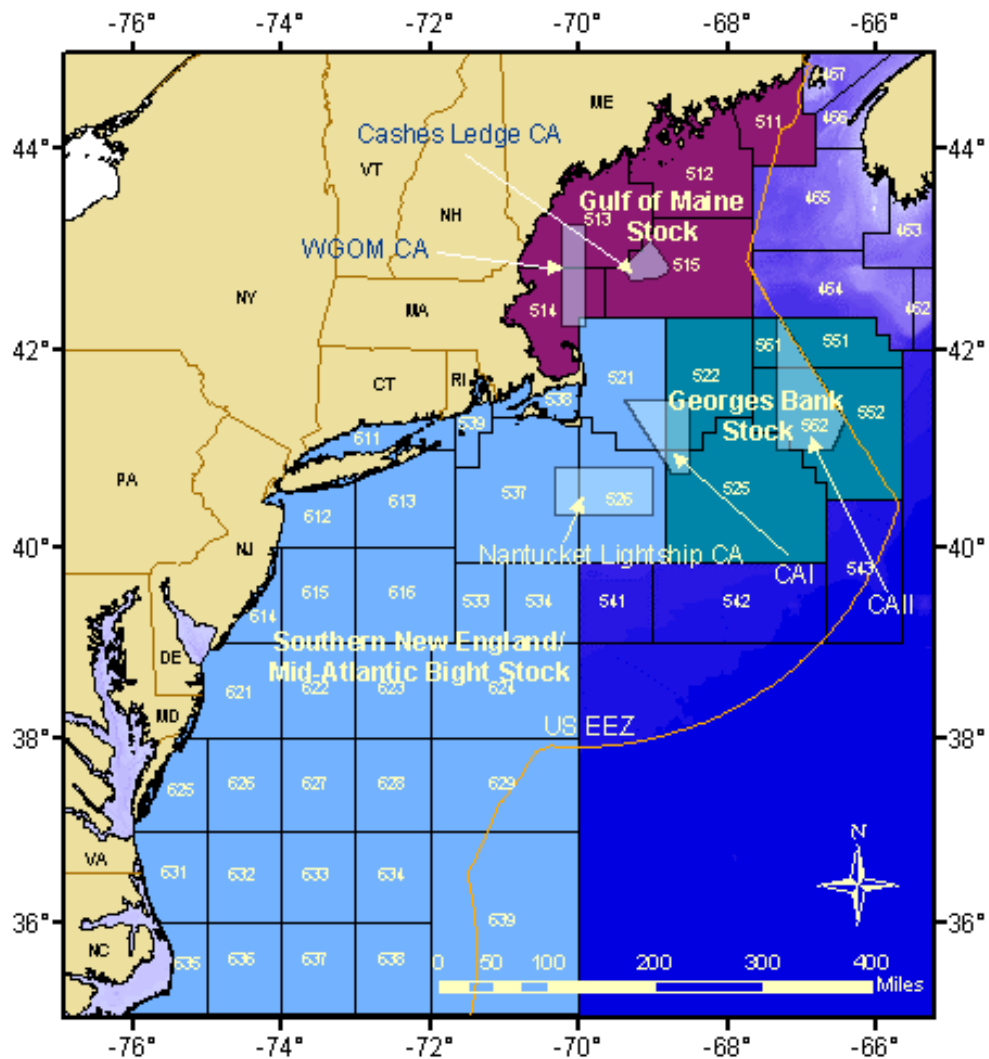 -76° -74° -72° -70° -68° -66°
467
ME
511
466
Cashes Ledge CA
44° 44°
VT
512
465
Gulf of Maine
NH
513
Stock
463
WGOM CA
515
464
NY
MA
514
462
42° 42°
561
551
CT
RI
521
522
538
Georges Bank
552
Stock
562
539
611
PA
537
525
613
526
612
NJ
Nantucket Lightship CA
40° 40°
CAI
543
615
616
533
534
541
542
CAII
614
Southern New England/
Mid-Atlantic Bight Stock
DE
621
622
623
624
MD
US EEZ
38° 38°
625
626
627
628
629
N
VA
631
632
633
634
36° 36°
639
NC
635
636
637
638
0 50 100 200 300 400
Miles
-76° -74° -72° -70° -68° -66°